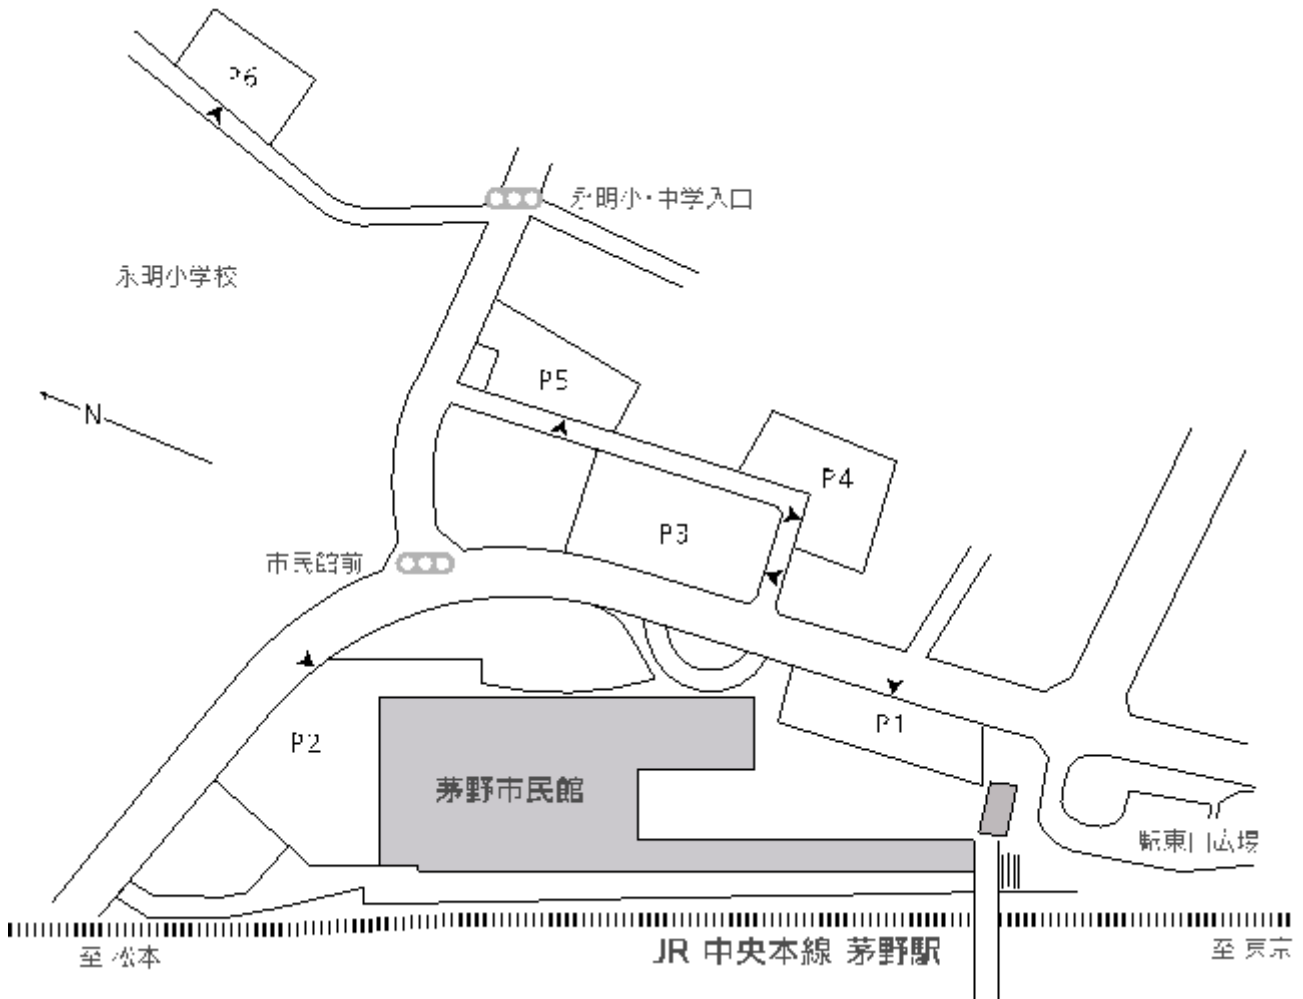 P6
永明小・中学入口
永明小学校
P5
N
P4
P3
市民館前
P1
P2
茅野市民館
駅東口広場
JR 中央本線 茅野駅
至 松本
至 東京